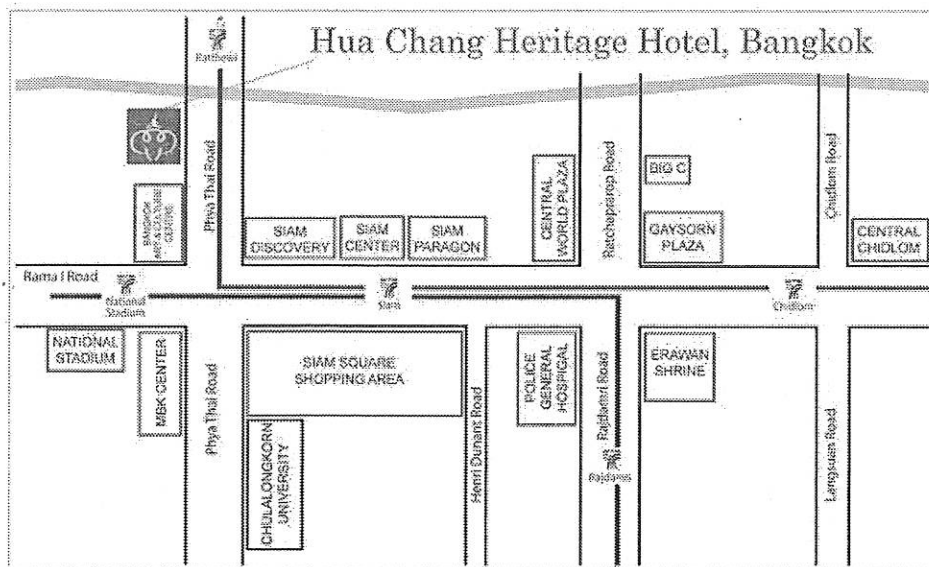 Hua Chang Heritage Hotel, Bangkok
Ratthewi
Phya Thai Road
BANGKOK
ART & CULTURE
CENTRE
SIAM
DISCOVERY
SIAM
CENTER
SIAM
PARAGON
CENTRAL
WORLD PLAZA
Ratchaprarop Road
BIG C
GAYSORN
PLAZA
Chidlom Road
CENTRAL
CHIDLOM
Rama I Road
National
Stadium
Siam
Chidlom
NATIONAL
STADIUM
MBK CENTER
Phya Thai Road
SIAM SQUARE
SHOPPING AREA
CHULALONGKORN
UNIVERSITY
Henri Dunant Road
POLICE
GENERAL
HOSPIGAL
Rajdamri Road
Rajdamri
ERAWAN
SHRINE
Langsuan Road